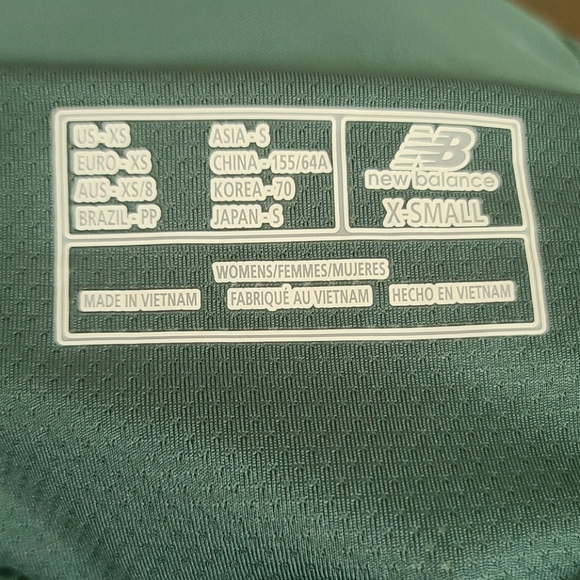 US-XS
EURO-XS
AUS-XS/8
BRAZIL-PP
ASIA-S
CHINA-155/64A
KOREA-70
JAPAN-S
NB
new balance
X-SMALL
WOMENS/FEMMES/MUJERES
MADE IN VIETNAM
FABRIQUÉ AU VIETNAM
HECHO EN VIETNAM